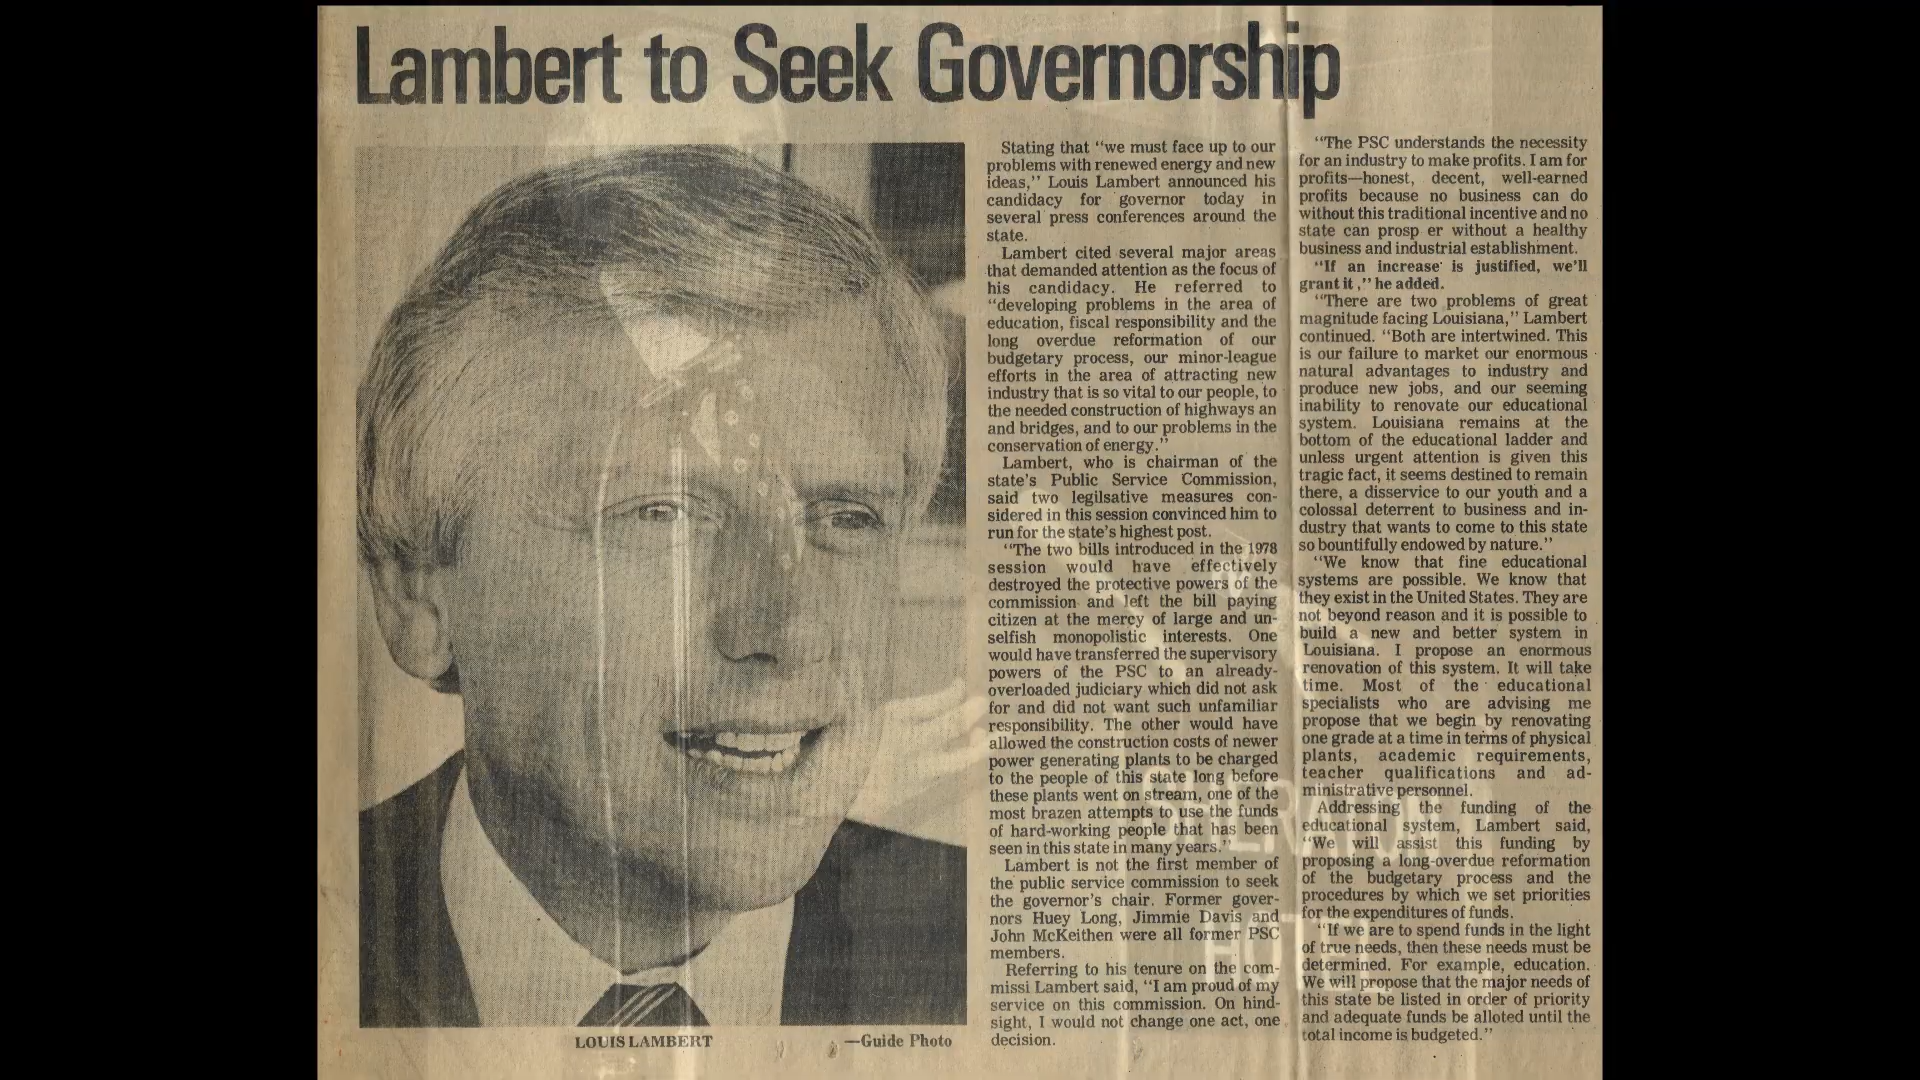 Lambert to Seek Governorship
Stating that "we must face up to our
problems with renewed energy and new
ideas," Louis Lambert announced his
candidacy for governor today in
several press conferences around the
state.
Lambert cited several major areas
that demanded attention as the focus of
his candidacy. He referred to
"developing problems in the area of
education, fiscal responsibility and the
long overdue reformation of our
budgetary process, our minor-league
efforts in the area of attracting new
industry that is so vital to our people, to
the needed construction of highways an
and bridges, and to our problems in the
conservation of energy."
Lambert, who is chairman of the
state's Public Service Commission,
said two legilsative measures con-
sidered in this session convinced him to
run for the state's highest post.
"The two bills introduced in the 1978
session would have effectively
destroyed the protective powers of the
commission and left the bill paying
citizen at the mercy of large and un-
selfish monopolistic interests. One
would have transferred the supervisory
powers of the PSC to an already-
overloaded judiciary which did not ask
for and did not want such unfamiliar
responsibility. The other would have
allowed the construction costs of newer
power generating plants to be charged
to the people of this state long before
these plants went on stream, one of the
most brazen attempts to use the funds
of hard-working people that has been
seen in this state in many years."
Lambert is not the first member of
the public service commission to seek
the governor's chair. Former gover-
nors Huey Long, Jimmie Davis and
John McKeithen were all former PSC
members.
Referring to his tenure on the com-
missi Lambert said, "I am proud of my
service on this commission. On hind-
sight, I would not change one act, one
decision.
"The PSC understands the necessity
for an industry to make profits. I am for
profits—honest, decent, well-earned
profits because no business can do
without this traditional incentive and no
state can prosp er without a healthy
business and industrial establishment.
"If an increase is justified, we'll
grant it ," he added.
"There are two problems of great
magnitude facing Louisiana," Lambert
continued. "Both are intertwined. This
is our failure to market our enormous
natural advantages to industry and
produce new jobs, and our seeming
inability to renovate our educational
system. Louisiana remains at the
bottom of the educational ladder and
unless urgent attention is given this
tragic fact, it seems destined to remain
there, a disservice to our youth and a
colossal deterrent to business and in-
dustry that wants to come to this state
so bountifully endowed by nature."
"We know that fine educational
systems are possible. We know that
they exist in the United States. They are
not beyond reason and it is possible to
build a new and better system in
Louisiana. I propose an enormous
renovation of this system. It will take
time. Most of the educational
specialists who are advising me
propose that we begin by renovating
one grade at a time in terms of physical
plants, academic requirements,
teacher qualifications and ad-
ministrative personnel.
Addressing the funding of the
educational system, Lambert said,
"We will assist this funding by
proposing a long-overdue reformation
of the budgetary process and the
procedures by which we set priorities
for the expenditures of funds.
"If we are to spend funds in the light
of true needs, then these needs must be
determined. For example, education.
We will propose that the major needs of
this state be listed in order of priority
and adequate funds be alloted until the
total income is budgeted."
LOUIS LAMBERT
—Guide Photo
SHERATON
HOTEL